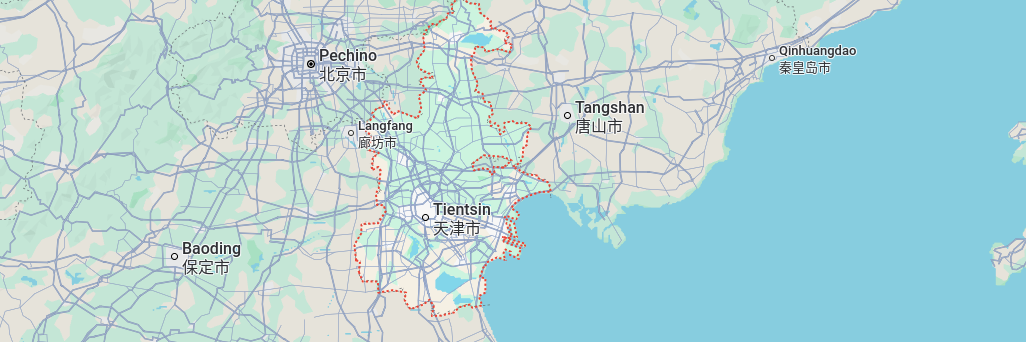 Pechino
北京市
Qinhuangdao
秦皇岛市
Tangshan
唐山市
Langfang
廊坊市
Tientsin
天津市
Baoding
保定市